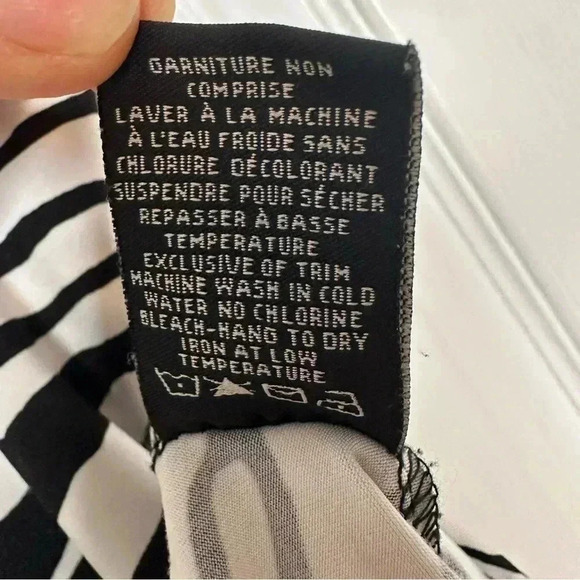 GARNITURE NON
COMPRISE
LAVER À LA MACHINE
À L'EAU FROIDE SANS
CHLORURE DÉCOLORANT
SUSPENDRE POUR SÉCHER
REPASSER À BASSE
TEMPERATURE
EXCLUSIVE OF TRIM
MACHINE WASH IN COLD
WATER NO CHLORINE
BLEACH-HANG TO DRY
IRON AT LOW
TEMPERATURE